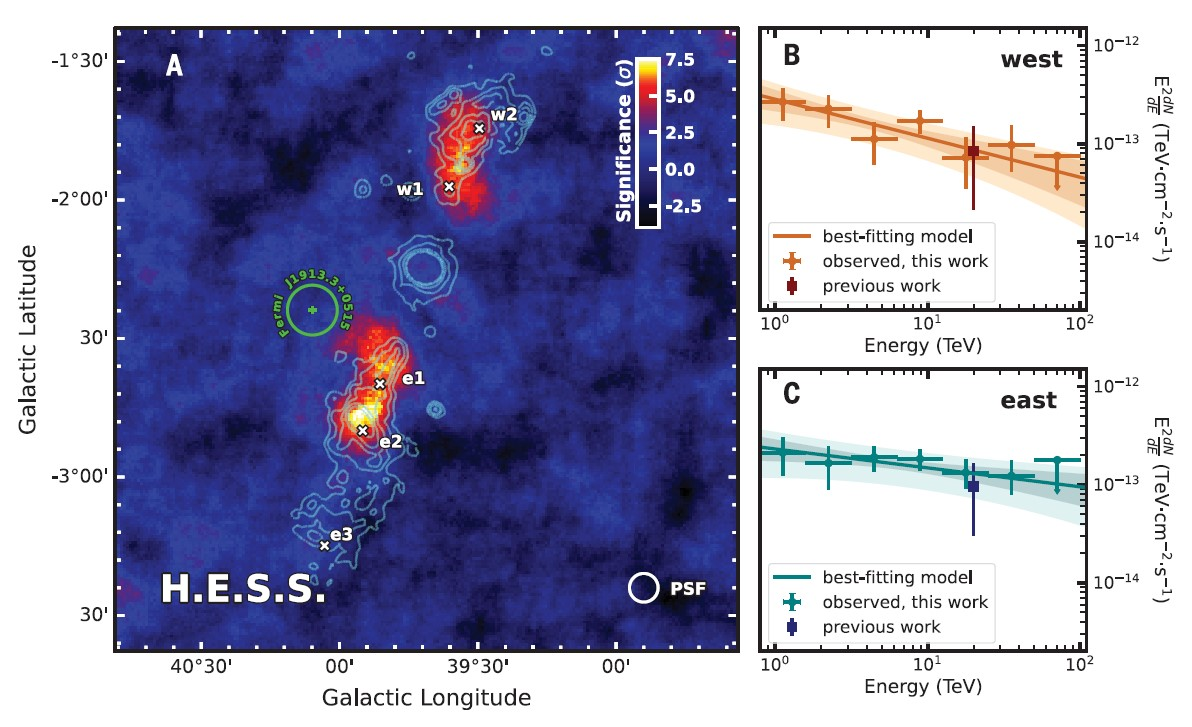 A
Significance (σ)
7.5
5.0
2.5
0.0
-2.5
w2
w1
Fermi J1913.3+0515
e1
e2
e3
H.E.S.S.
PSF
-1°30'
-2°00'
30'
-3°00'
30'
Galactic Latitude
40°30'
00'
39°30'
00'
Galactic Longitude
B
west
best-fitting model
observed, this work
previous work
10⁰
10¹
10²
Energy (TeV)
10⁻¹²
10⁻¹³
10⁻¹⁴
E² dN/dE (TeV·cm⁻²·s⁻¹)
C
east
best-fitting model
observed, this work
previous work
10⁰
10¹
10²
Energy (TeV)
10⁻¹²
10⁻¹³
10⁻¹⁴
E² dN/dE (TeV·cm⁻²·s⁻¹)